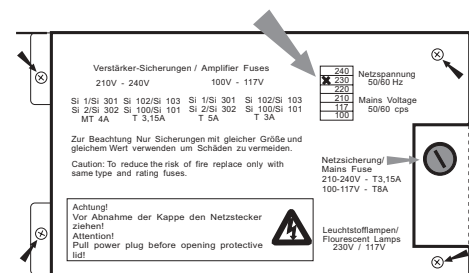 Verstärker-Sicherungen / Amplifier Fuses
210V - 240V
100V - 117V
Si 1/Si 301 Si 102/Si 103
Si 2/Si 302 Si 100/Si 101
MT 4A T 3,15A
Si 1/Si 301 Si 102/Si 103
Si 2/Si 302 Si 100/Si 101
T 5A T 3A
Zur Beachtung Nur Sicherungen mit gleicher Größe und
gleichem Wert verwenden um Schäden zu vermeiden.
Caution: To reduce the risk of fire replace only with
same type and rating fuses.
Achtung!
Vor Abnahme der Kappe den Netzstecker
ziehen!
Attention!
Pull power plug before opening protective
lid!
240
230
220
210
117
100
Netzspannung
50/60 Hz
Mains Voltage
50/60 cps
Netzsicherung/
Mains Fuse
210-240V - T3,15A
100-117V - T8A
Leuchtstofflampen/
Flourescent Lamps
230V / 117V